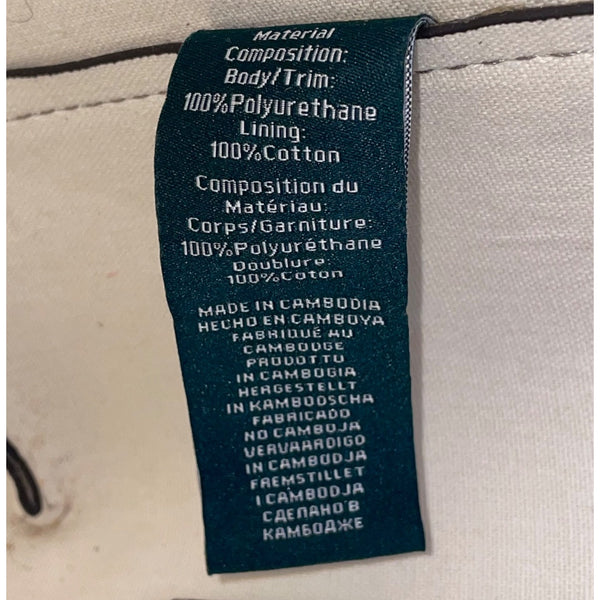 Material
Composition:
Body/Trim:
100%Polyurethane
Lining:
100%Cotton
Composition du
Matériau:
Corps/Garniture:
100%Polyuréthane
Doublure:
100%Coton
MADE IN CAMBODIA
HECHO EN CAMBOYA
FABRIQUÉ AU
CAMBODGE
PRODOTTO
IN CAMBOGIA
HERGESTELLT
IN KAMBODSCHA
FABRICADO
NO CAMBOJA
VERVAARDIGD
IN CAMBODJA
FREMSTILLET
I CAMBODJA
СДЕЛАНО В
КАМБОДЖЕ